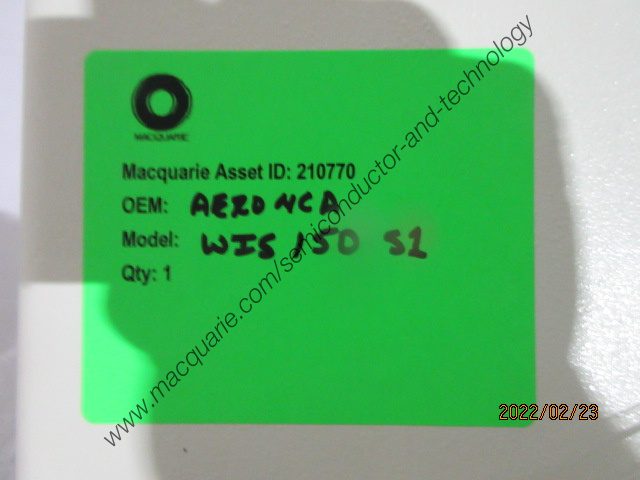 MACQUARIE
Macquarie Asset ID: 210770
OEM: AERONCA
Model: WIS 150 S1
Qty: 1
www.macquarie.com/semiconductor-and-technology
2022/02/23